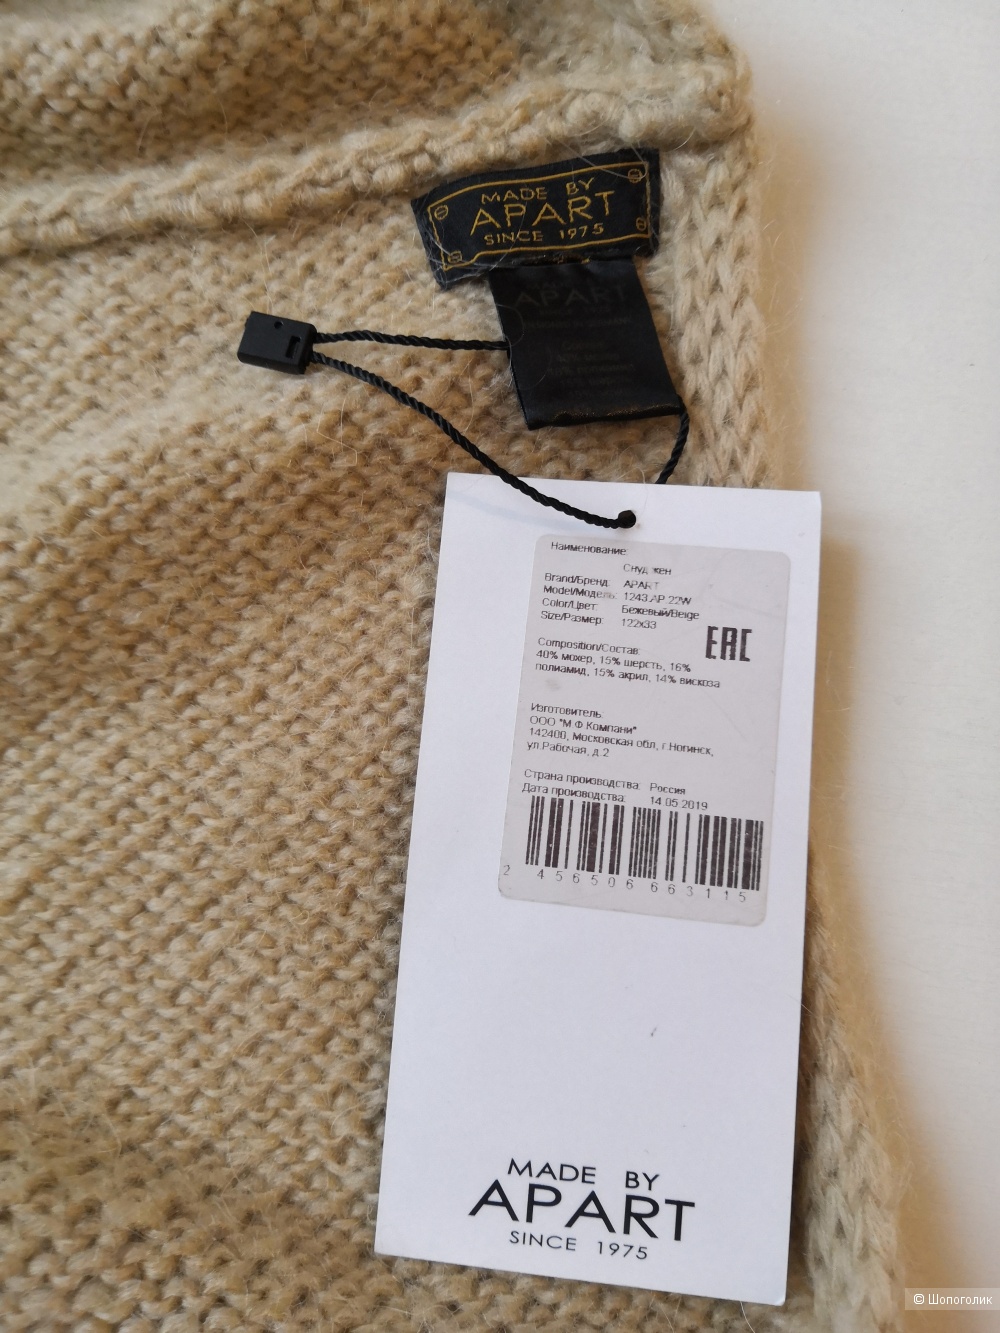 MADE BY
APART
SINCE 1975
APART
Наименование:
Снуд жен
Brand/Бренд: APART
Model/Модель: 1243.AP 22W
Color/Цвет: Бежевый/Beige
Size/Размер: 122x33
EAC
Composition/Состав:
40% мохер, 15% шерсть, 16%
полиамид, 15% акрил, 14% вискоза
Изготовитель:
ООО "М.Ф.Компани"
142400, Московская обл, г.Ногинск,
ул.Рабочая, д.2
Страна производства: Россия
Дата производства: 14.05.2019
2 456506 663115
MADE BY
APART
SINCE 1975
© Шопоголик